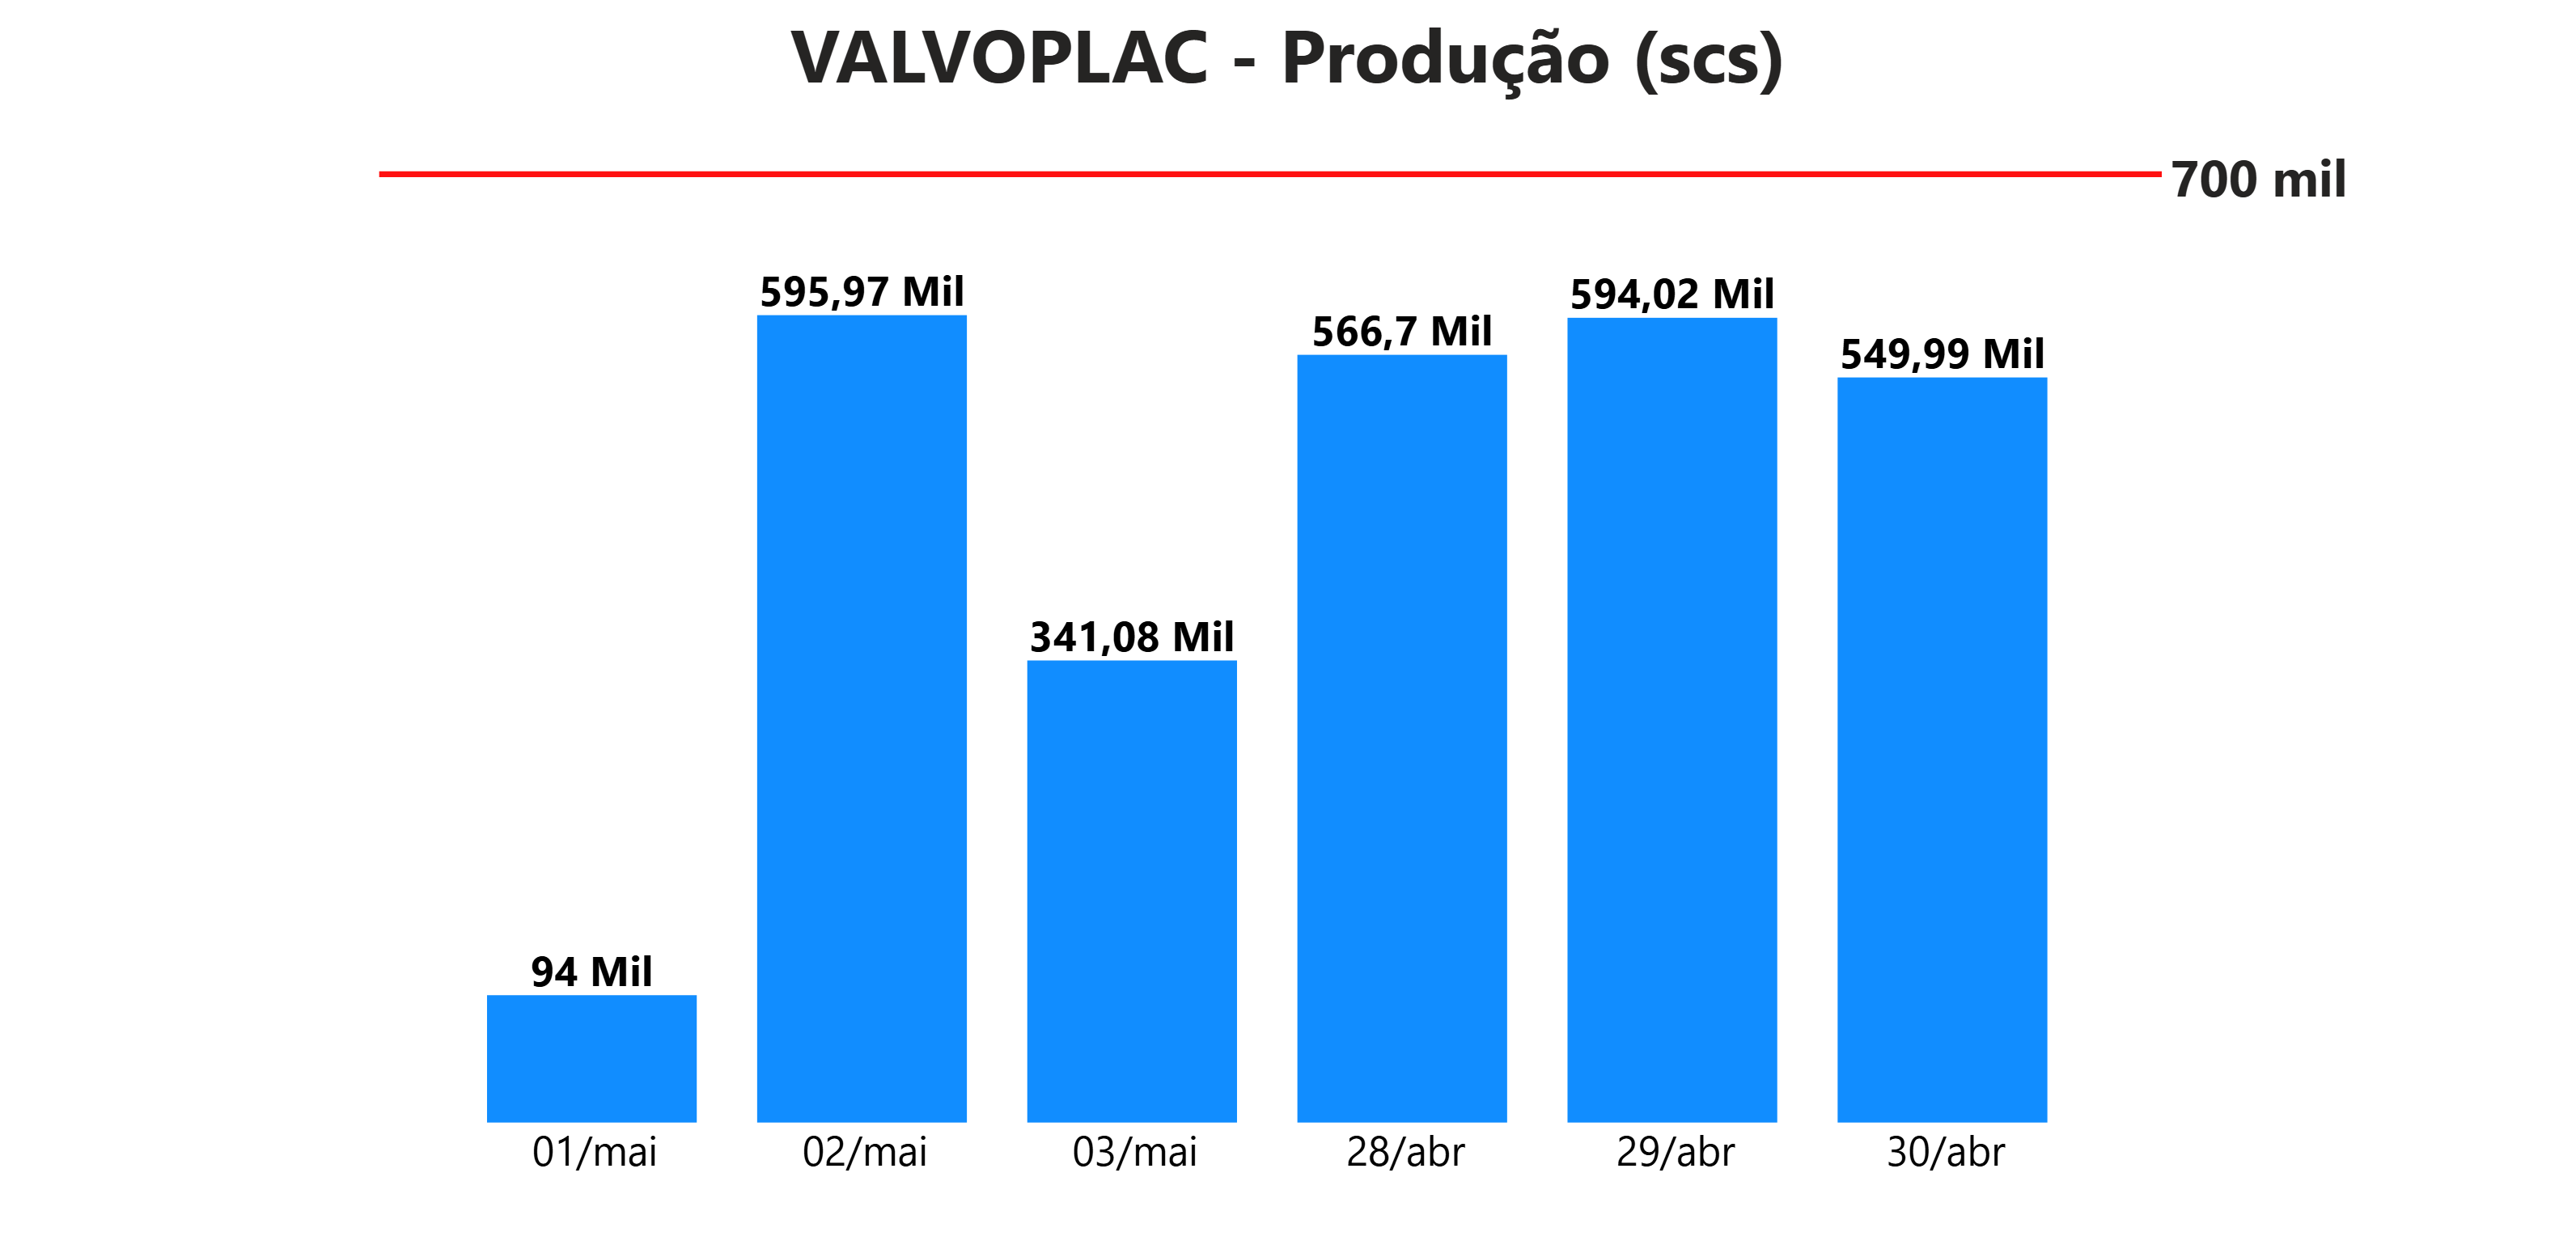 VALVOPLAC - Produção (scs)
700 mil
595,97 Mil
594,02 Mil
566,7 Mil
549,99 Mil
341,08 Mil
94 Mil
01/mai 02/mai 03/mai 28/abr 29/abr 30/abr